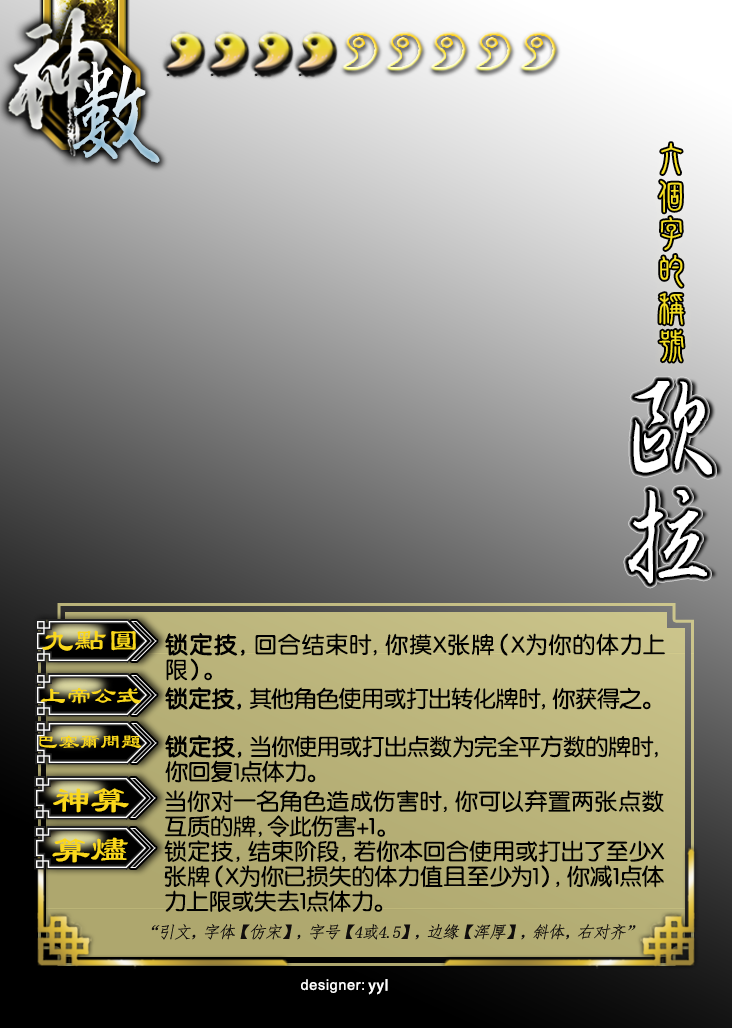 神
數
六個字的稱號
歐拉
九點圓
锁定技，回合结束时，你摸X张牌（X为你的体力上
限）。
上帝公式
锁定技，其他角色使用或打出转化牌时，你获得之。
巴塞爾問題
锁定技，当你使用或打出点数为完全平方数的牌时，
你回复1点体力。
神算
当你对一名角色造成伤害时，你可以弃置两张点数
互质的牌，令此伤害+1。
算燼
锁定技，结束阶段，若你本回合使用或打出了至少X
张牌（X为你已损失的体力值且至少为1），你减1点体
力上限或失去1点体力。
“引文，字体【仿宋】，字号【4或4.5】，边缘【浑厚】，斜体，右对齐”
designer: yyl